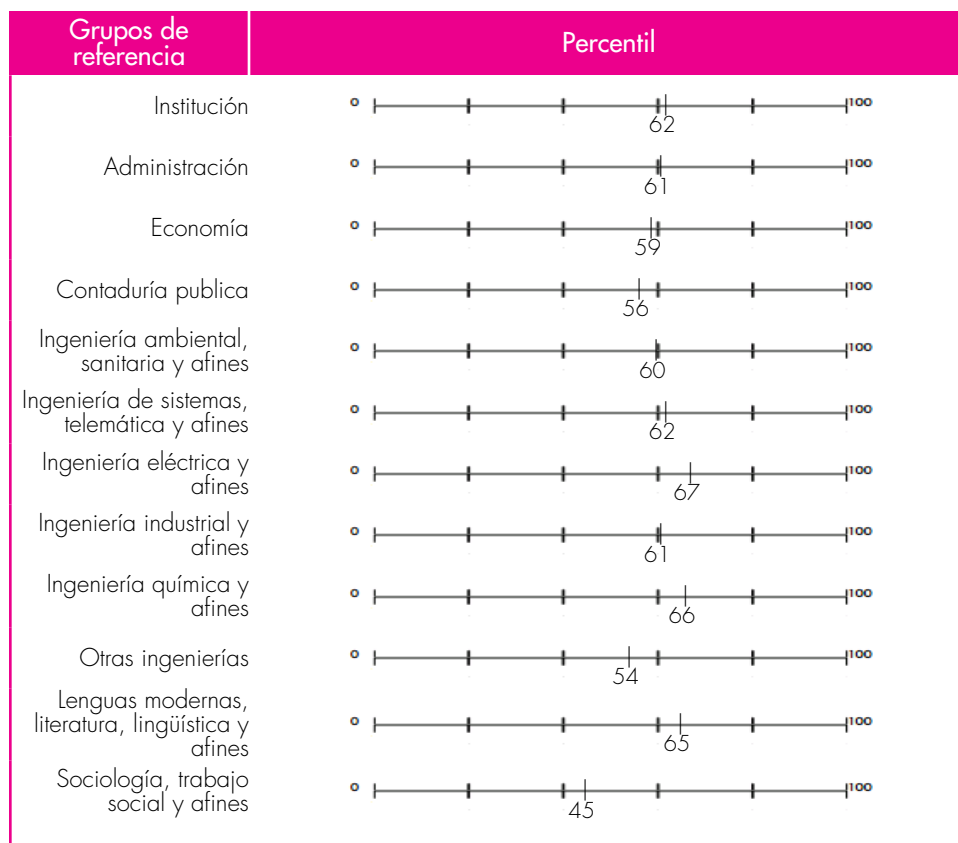 Grupos de
referencia
Percentil
Institución
0 100
62
Administración
0 100
61
Economía
0 100
59
Contaduría publica
0 100
56
Ingeniería ambiental,
sanitaria y afines
0 100
60
Ingeniería de sistemas,
telemática y afines
0 100
62
Ingeniería eléctrica y
afines
0 100
67
Ingeniería industrial y
afines
0 100
61
Ingeniería química y
afines
0 100
66
Otras ingenierías
0 100
54
Lenguas modernas,
literatura, lingüística y
afines
0 100
65
Sociología, trabajo
social y afines
0 100
45